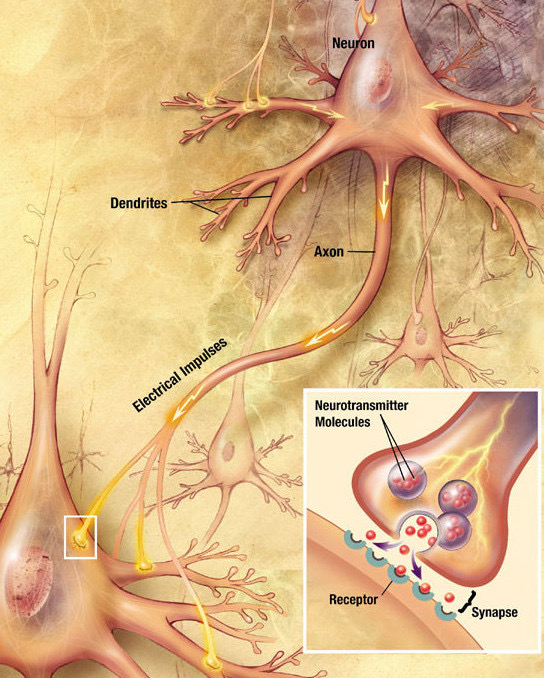 Neuron
Dendrites
Axon
Electrical Impulses
Neurotransmitter
Molecules
Receptor
Synapse